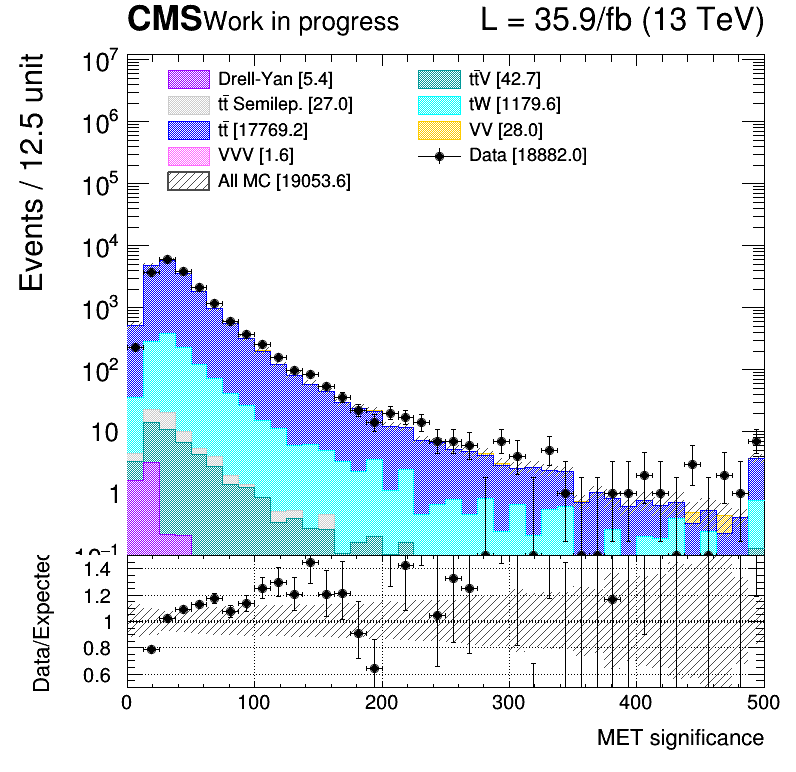 CMS Work in progress L = 35.9/fb (13 TeV)
Events / 12.5 unit
10⁷
10⁶
10⁵
10⁴
10³
10²
10
1
10⁻¹
Drell-Yan [5.4]
tt̄ Semilep. [27.0]
tt̄ [17769.2]
VVV [1.6]
All MC [19053.6]
tt̄V [42.7]
tW [1179.6]
VV [28.0]
Data [18882.0]
Data/Expected
1.4
1.2
1
0.8
0.6
0 100 200 300 400 500
MET significance